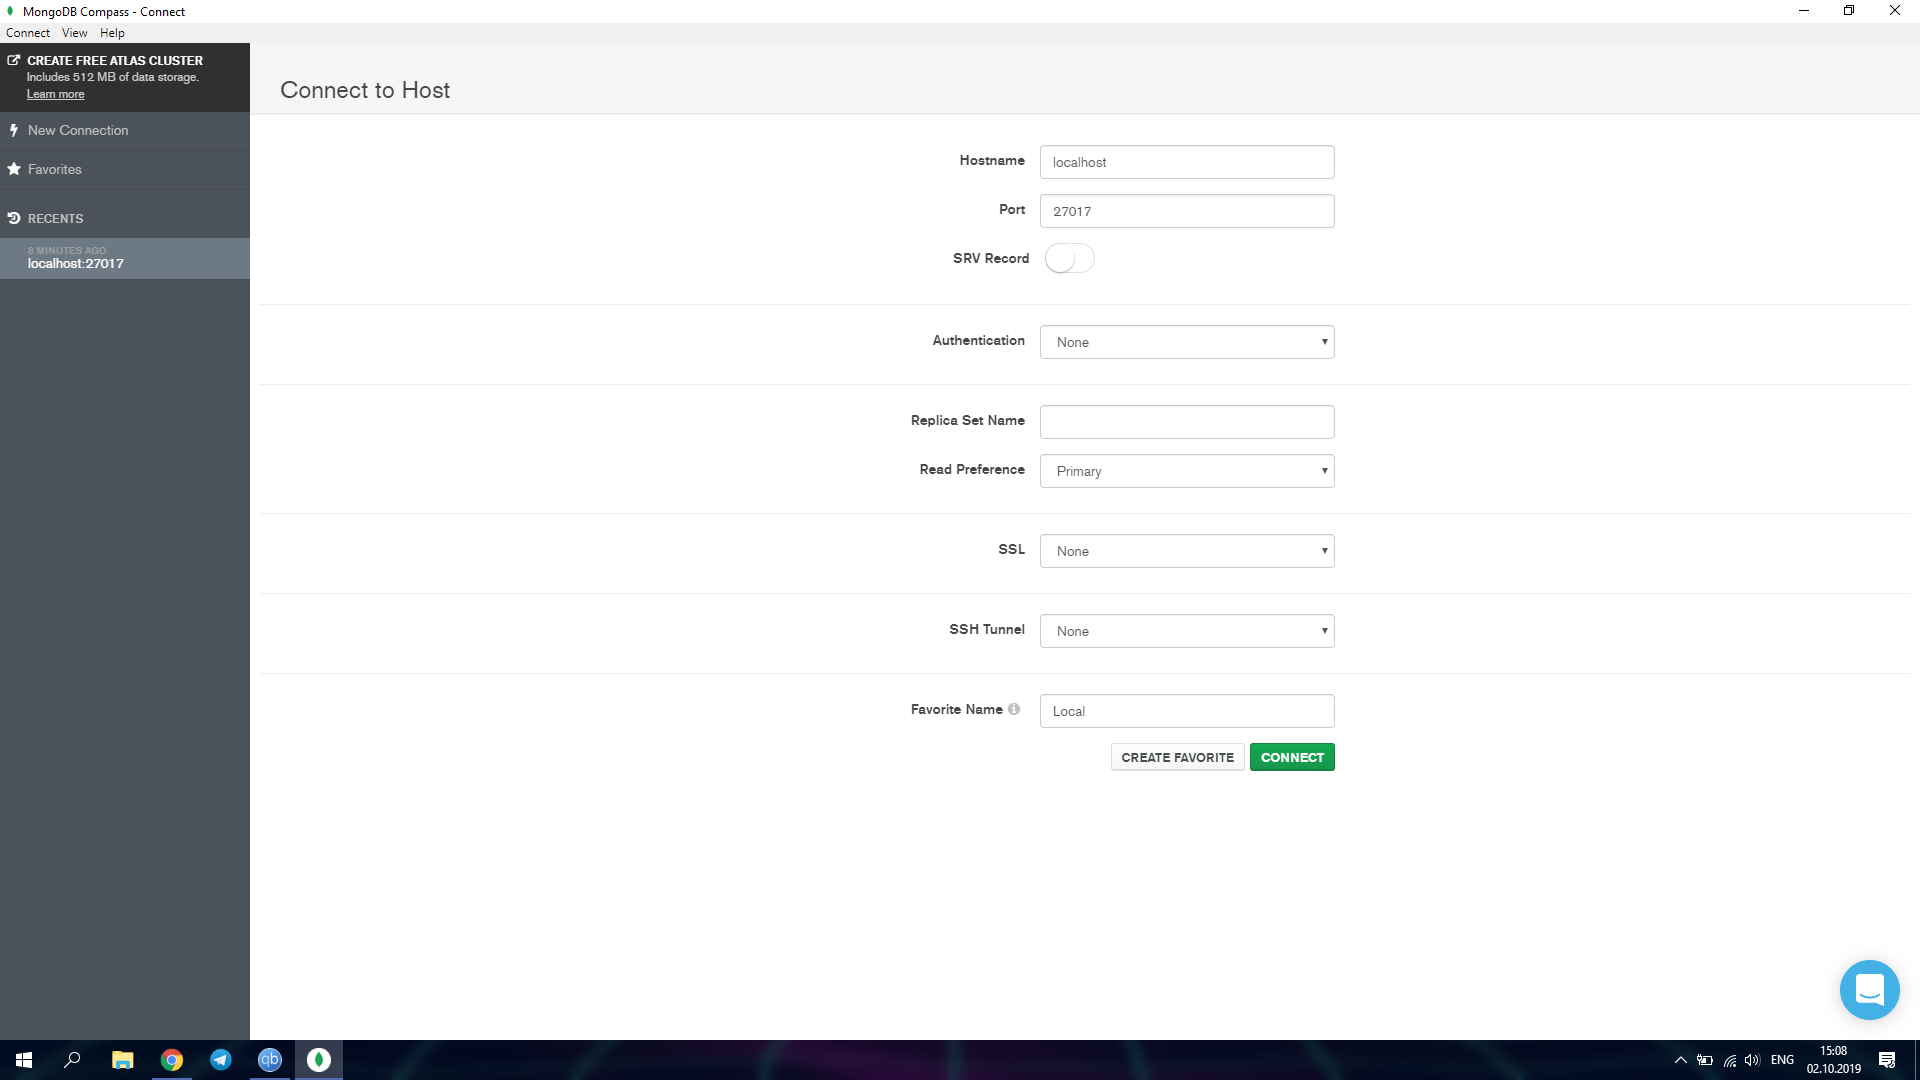 MongoDB Compass - Connect
Connect View Help
CREATE FREE ATLAS CLUSTER
Includes 512 MB of data storage.
Learn more
New Connection
Favorites
RECENTS
8 MINUTES AGO
localhost:27017
Connect to Host
Hostname localhost
Port 27017
SRV Record
Authentication None
Replica Set Name
Read Preference Primary
SSL None
SSH Tunnel None
Favorite Name Local
CREATE FAVORITE CONNECT
qb
ENG
15:08
02.10.2019